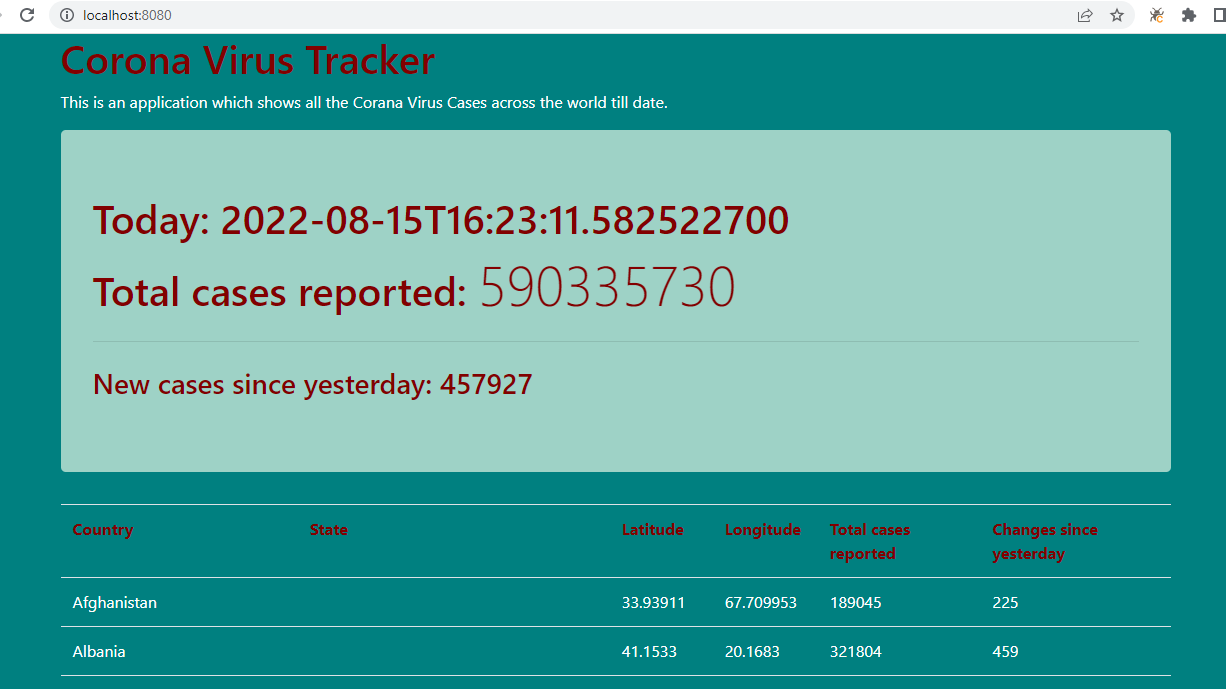 localhost:8080
Corona Virus Tracker
This is an application which shows all the Corana Virus Cases across the world till date.
Today: 2022-08-15T16:23:11.582522700
Total cases reported: 590335730
New cases since yesterday: 457927
Country State Latitude Longitude Total cases reported Changes since yesterday
Afghanistan 33.93911 67.709953 189045 225
Albania 41.1533 20.1683 321804 459